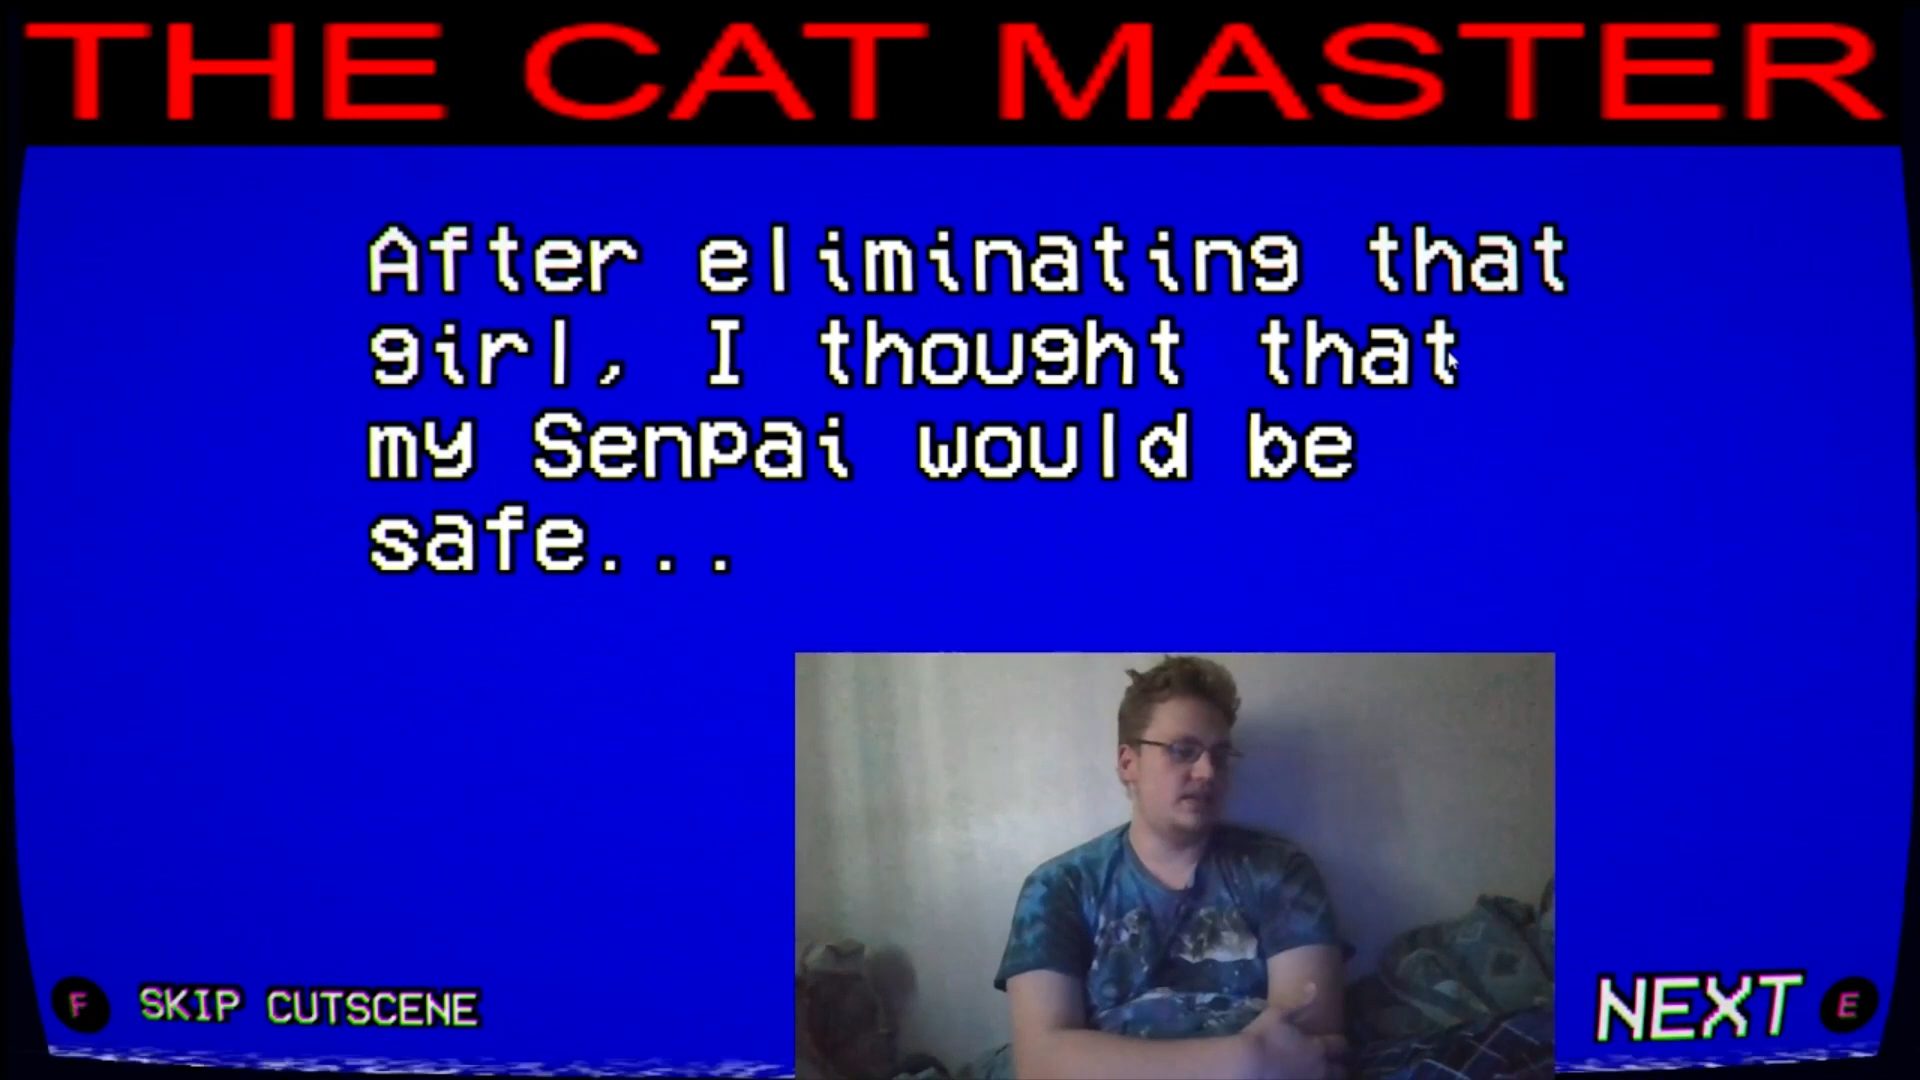 THE CAT MASTER
After eliminating that
girl, I thought that
my Senpai would be
safe...
F SKIP CUTSCENE
NEXT E